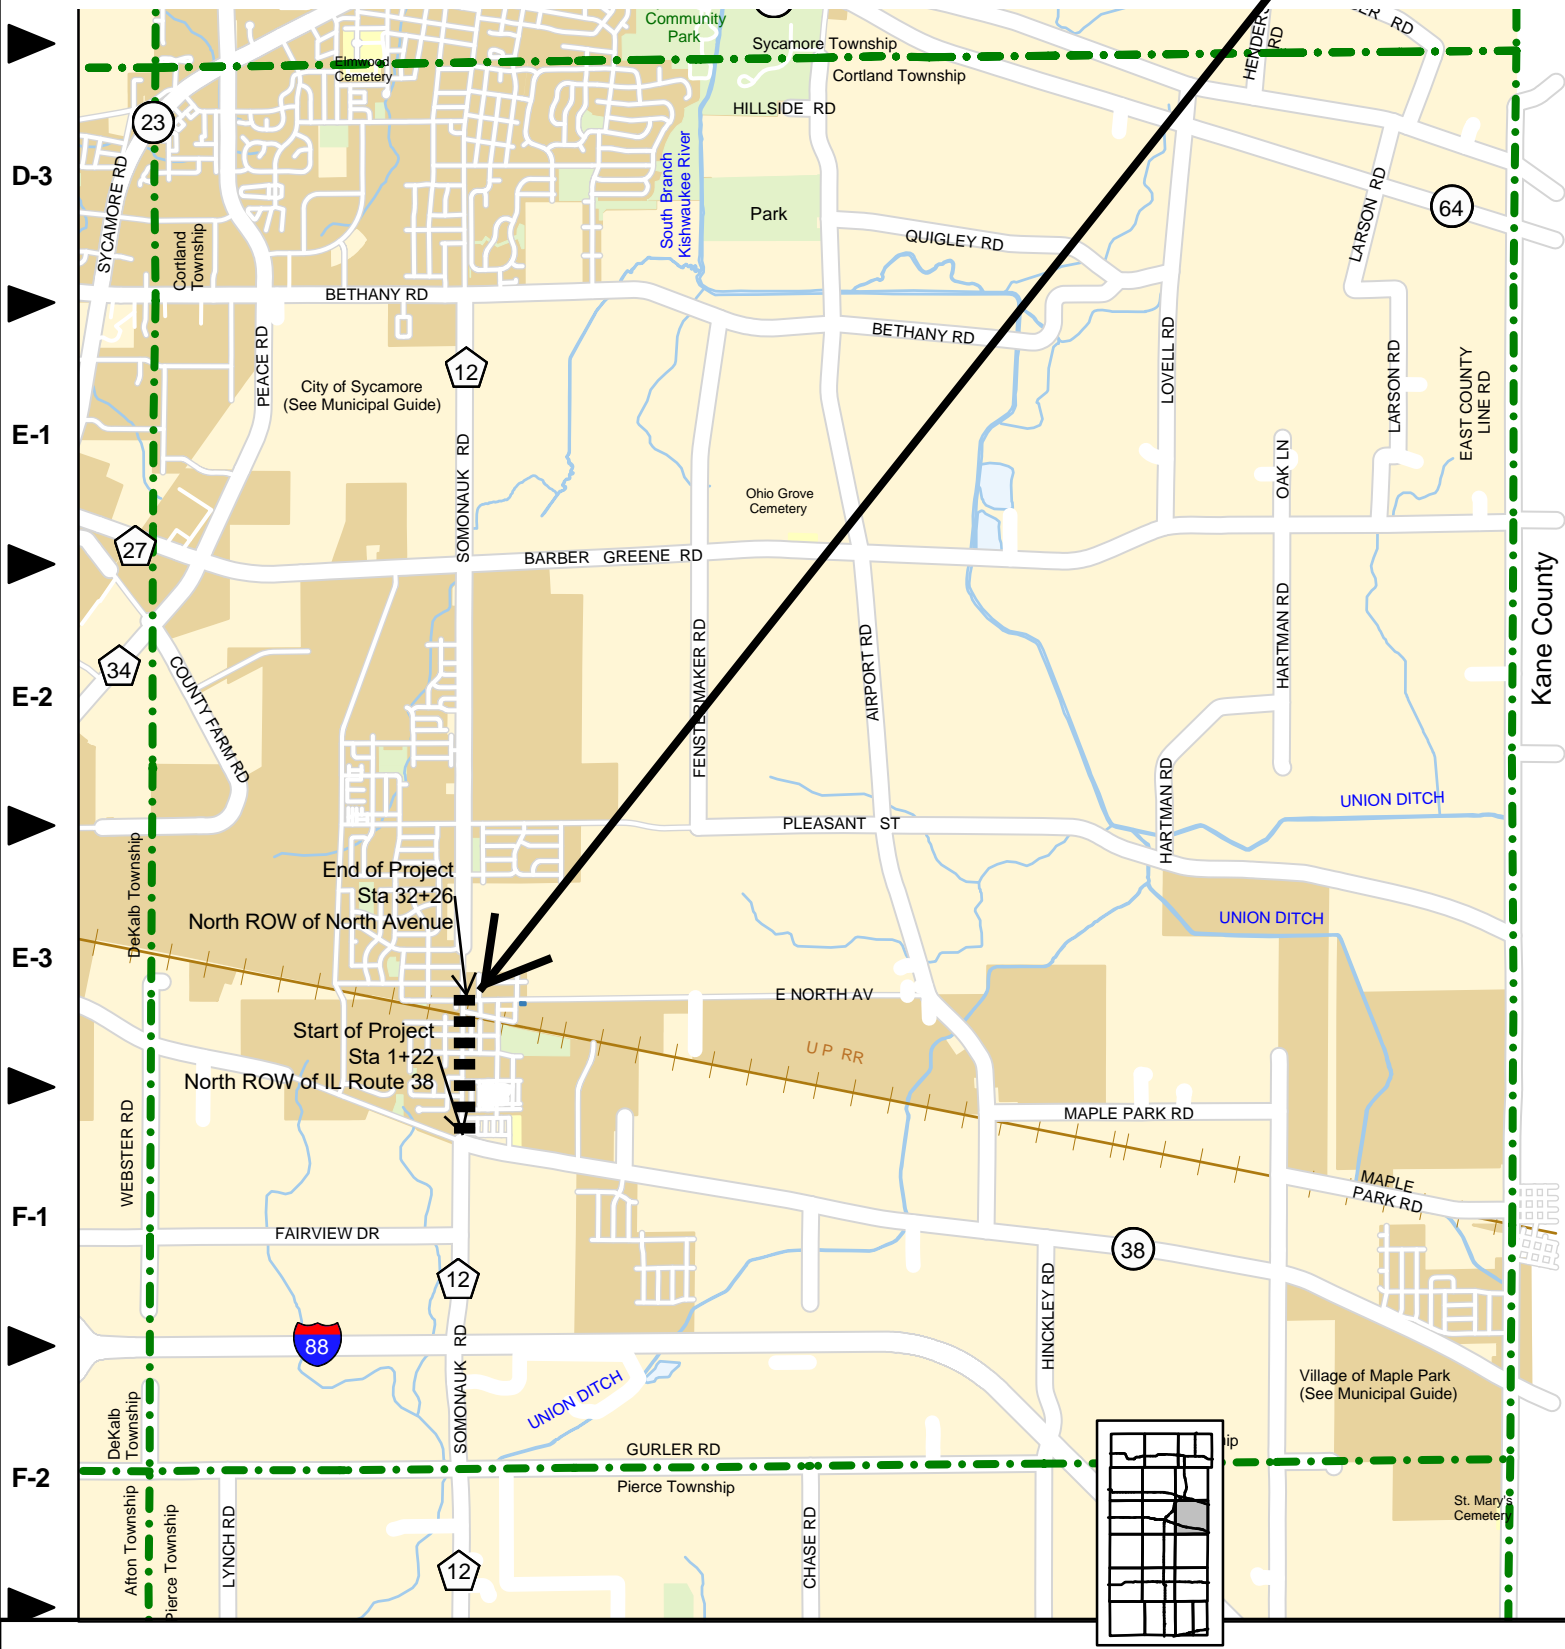 Community
Park
Sycamore Township
Cortland Township
HENDERS
RD
ER RD
Elmwood
Cemetery
HILLSIDE RD
23
D-3
SYCAMORE RD
Cortland
Township
South Branch
Kishwaukee River
Park
QUIGLEY RD
LARSON RD
64
BETHANY RD
BETHANY RD
PEACE RD
12
City of Sycamore
(See Municipal Guide)
LOVELL RD
LARSON RD
EAST COUNTY
LINE RD
E-1
SOMONAUK RD
Ohio Grove
Cemetery
OAK LN
27
BARBER GREENE RD
Kane County
34
COUNTY FARM RD
E-2
FENSTERMAKER RD
AIRPORT RD
HARTMAN RD
HARTMAN RD
UNION DITCH
PLEASANT ST
DeKalb Township
End of Project
Sta 32+26
North ROW of North Avenue
UNION DITCH
E-3
E NORTH AV
Start of Project
Sta 1+22
North ROW of IL Route 38
U P RR
MAPLE PARK RD
WEBSTER RD
MAPLE
PARK RD
F-1
FAIRVIEW DR
38
12
HINCKLEY RD
88
SOMONAUK RD
UNION DITCH
Village of Maple Park
(See Municipal Guide)
DeKalb
Township
GURLER RD
ip
F-2
Pierce Township
St. Mary's
Cemetery
Afton Township
Pierce Township
LYNCH RD
12
CHASE RD